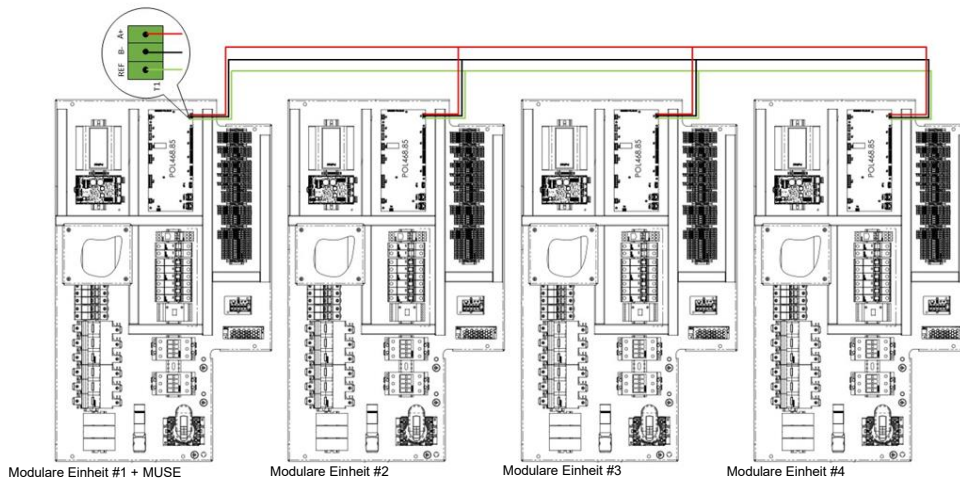 A+
B-
REF
T1
POL468.85
POL468.85
POL468.85
POL468.85
Modulare Einheit #1 + MUSE
Modulare Einheit #2
Modulare Einheit #3
Modulare Einheit #4